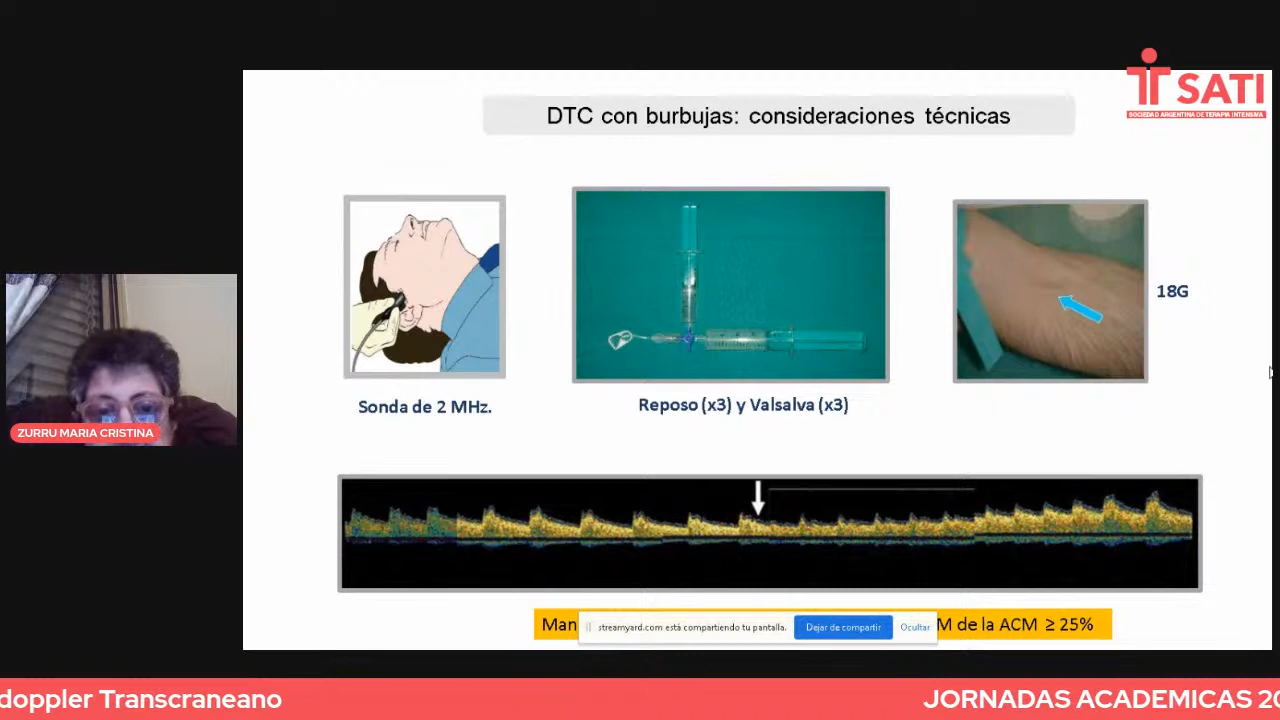 SATI
SOCIEDAD ARGENTINA DE TERAPIA INTENSIVA
DTC con burbujas: consideraciones técnicas
18G
Sonda de 2 MHz.
Reposo (x3) y Valsalva (x3)
ZURRU MARIA CRISTINA
Man
M de la ACM ≥ 25%
streamyard.com está compartiendo tu pantalla.
Dejar de compartir
Ocultar
doppler Transcraneano
JORNADAS ACADEMICAS 20